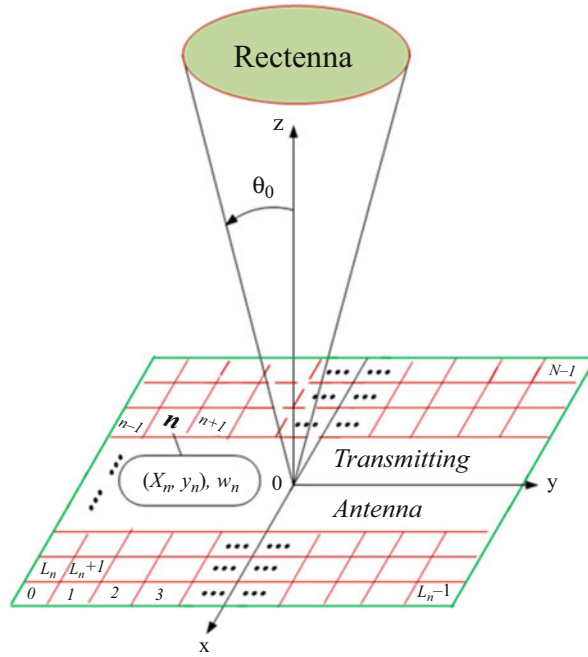 Rectenna
z
θ₀
N–1
n–1 n n+1
Transmitting
(Xₙ, yₙ), wₙ
0
y
Antenna
Lₙ Lₙ+1
0 1 2 3 Lₙ–1
x